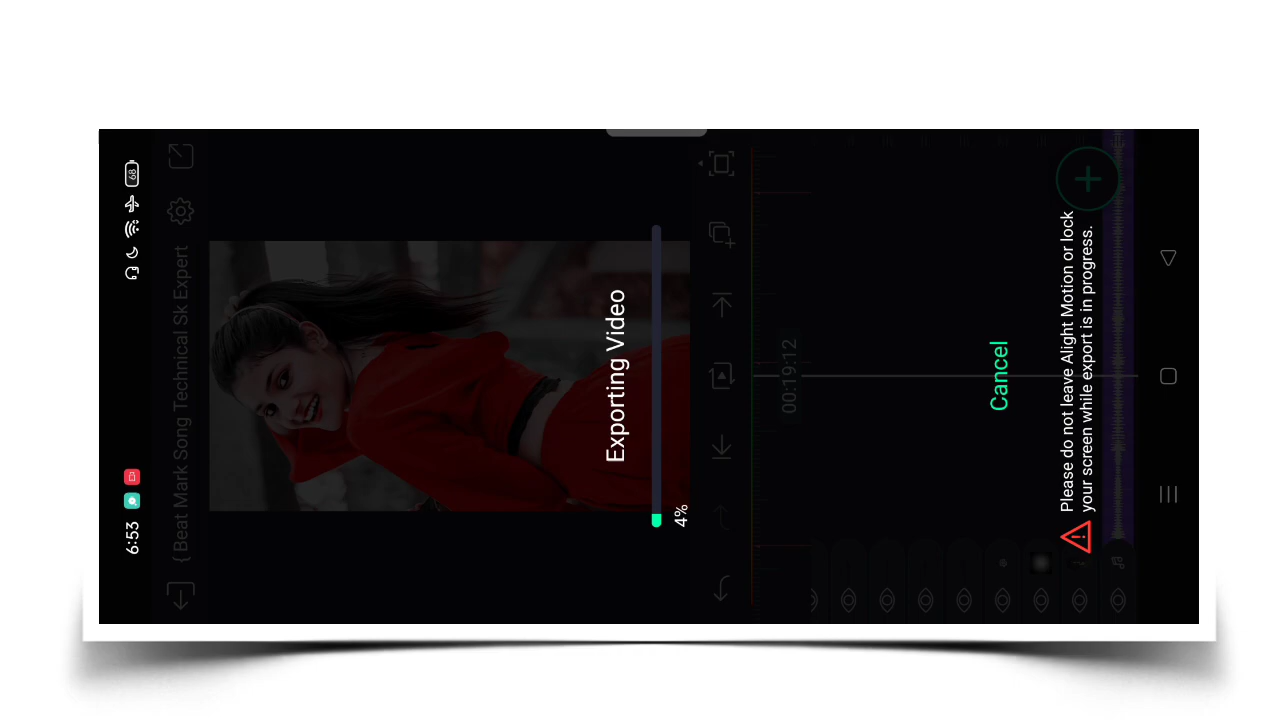 6:53
68
{ Beat Mark Song Technical Sk Expert
Exporting Video
4%
00:19:12
Cancel
Please do not leave Alight Motion or lock
your screen while export is in progress.